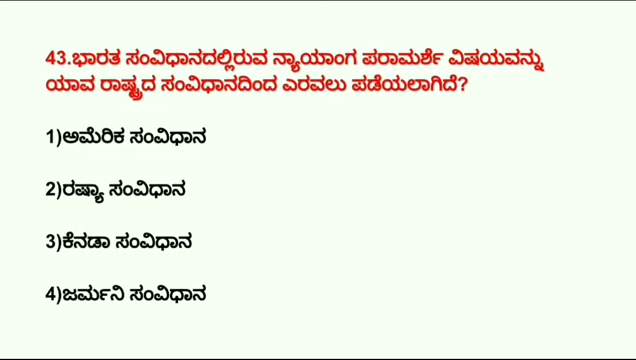 43.ಭಾರತ ಸಂವಿಧಾನದಲ್ಲಿರುವ ನ್ಯಾಯಾಂಗ ಪರಾಮರ್ಶೆ ವಿಷಯವನ್ನು
ಯಾವ ರಾಷ್ಟ್ರದ ಸಂವಿಧಾನದಿಂದ ಎರವಲು ಪಡೆಯಲಾಗಿದೆ?
1)ಅಮೆರಿಕ ಸಂವಿಧಾನ
2)ರಷ್ಯಾ ಸಂವಿಧಾನ
3)ಕೆನಡಾ ಸಂವಿಧಾನ
4)ಜರ್ಮನಿ ಸಂವಿಧಾನ